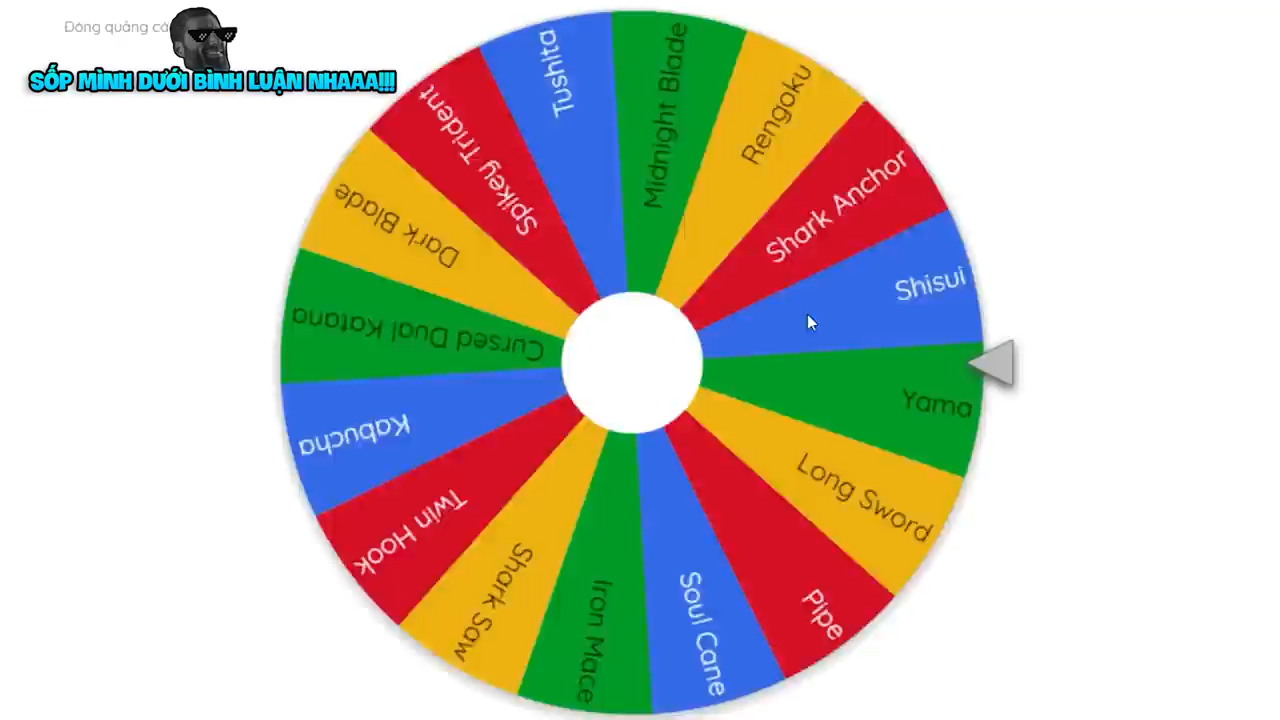 Đóng quảng cá
SỐP MÌNH DƯỚI BÌNH LUẬN NHAAA!!!
Tushita
Midnight Blade
Rengoku
Shark Anchor
Shisui
Yama
Long Sword
Pipe
Soul Cane
Iron Mace
Shark Saw
Twin Hook
Kabucha
Cursed Dual Katana
Dark Blade
Spikey Trident